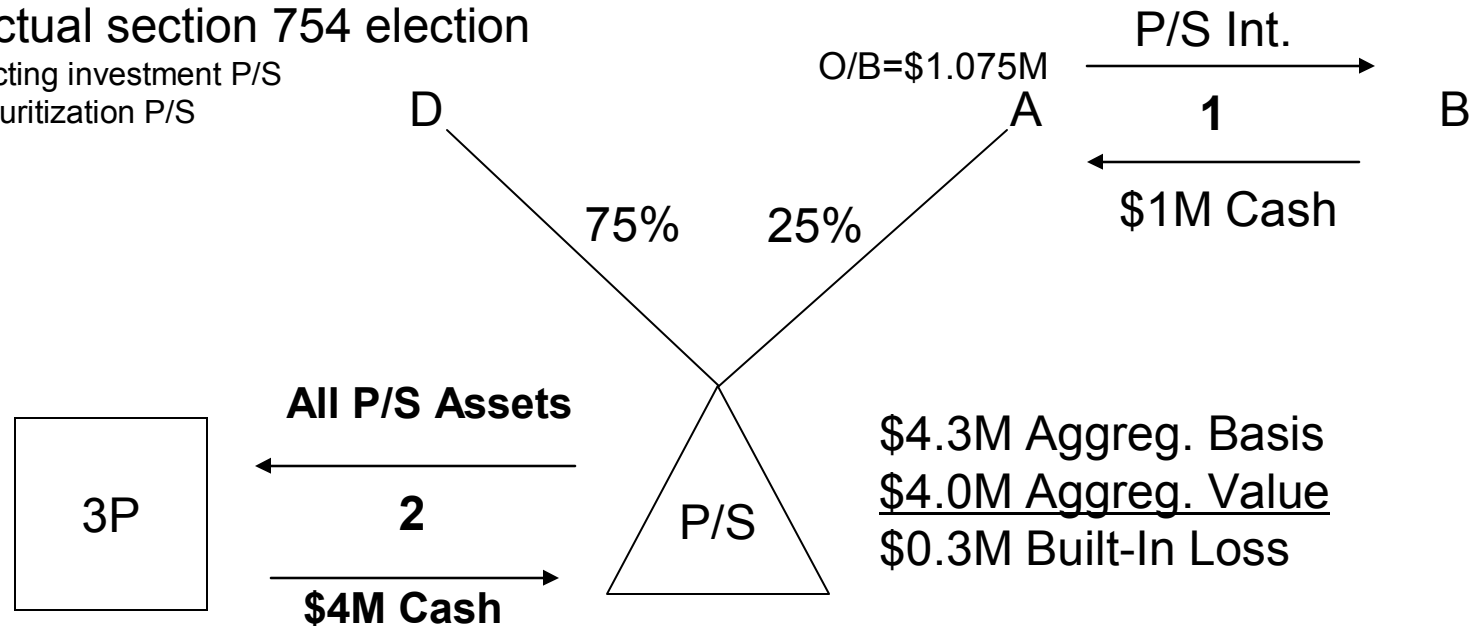 ctual section 754 election
cting investment P/S
uritization P/S
D
O/B=$1.075M
A
P/S Int.
1
$1M Cash
B
75%
25%
All P/S Assets
2
$4M Cash
3P
P/S
$4.3M Aggreg. Basis
$4.0M Aggreg. Value
$0.3M Built-In Loss